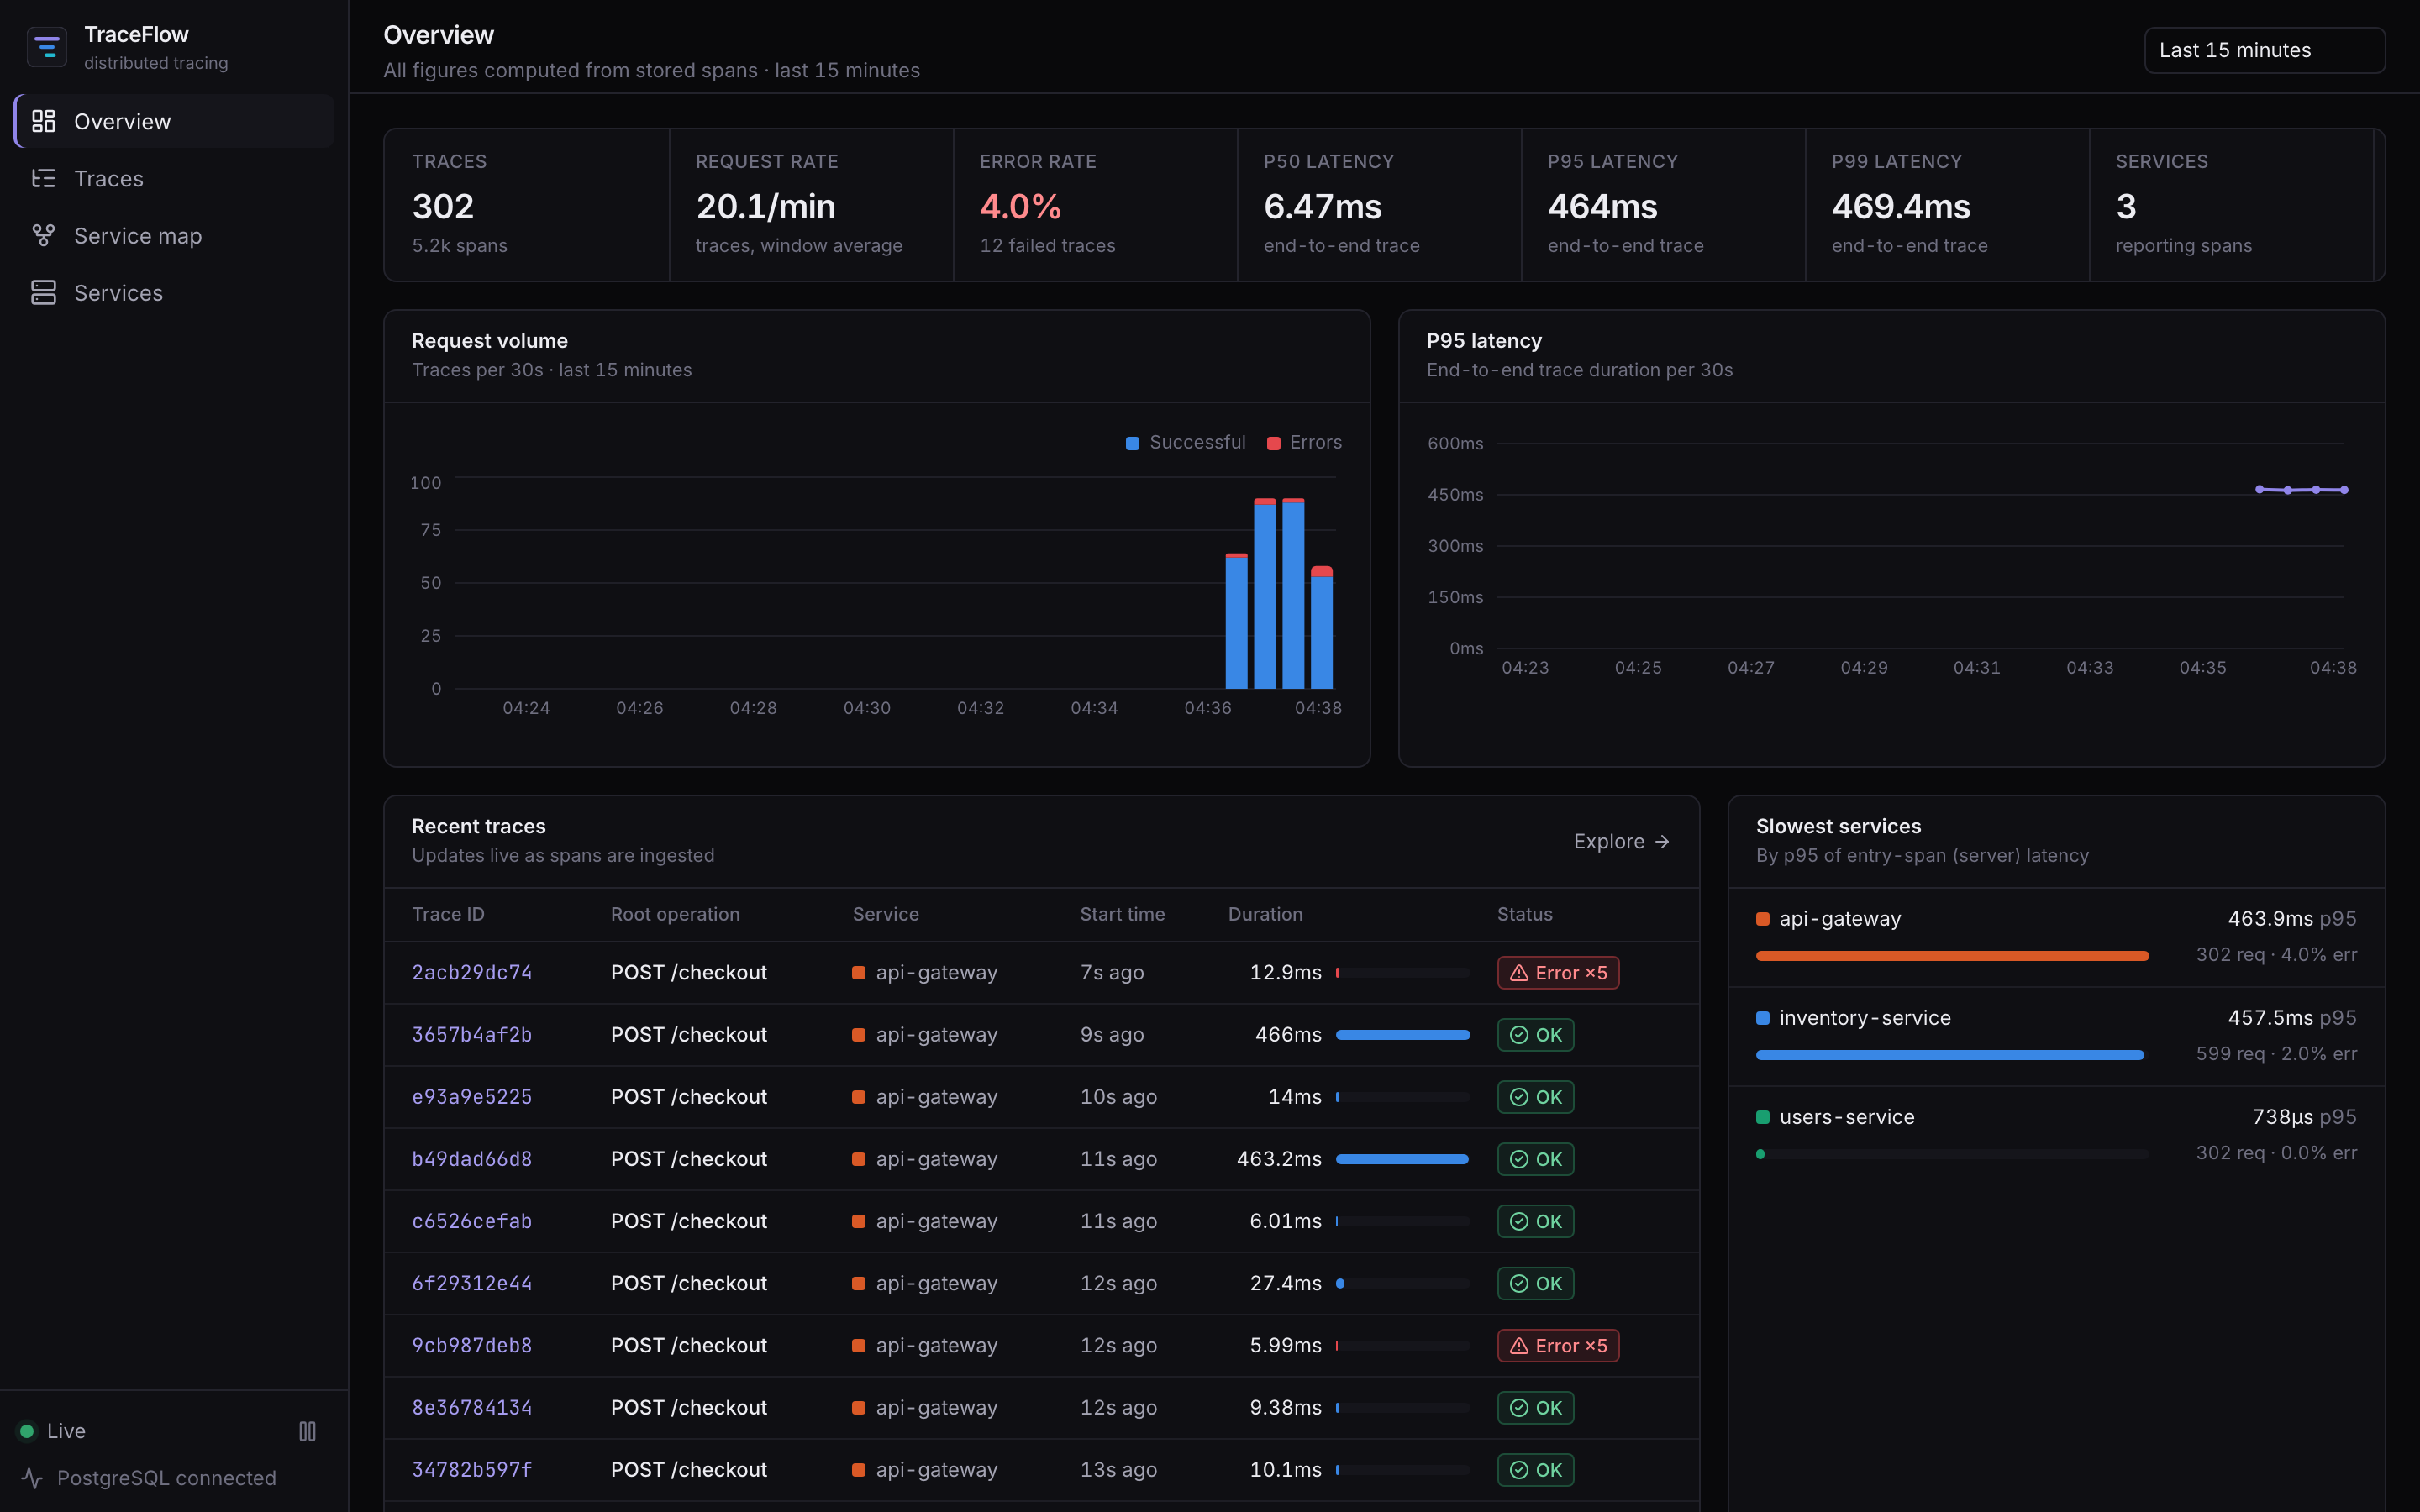 TraceFlow
distributed tracing
Overview
Traces
Service map
Services
Live
PostgreSQL connected
Overview
All figures computed from stored spans · last 15 minutes
Last 15 minutes
TRACES
302
5.2k spans
REQUEST RATE
20.1/min
traces, window average
ERROR RATE
4.0%
12 failed traces
P50 LATENCY
6.47ms
end-to-end trace
P95 LATENCY
464ms
end-to-end trace
P99 LATENCY
469.4ms
end-to-end trace
SERVICES
3
reporting spans
Request volume
Traces per 30s · last 15 minutes
Successful Errors
100
75
50
25
0
04:24 04:26 04:28 04:30 04:32 04:34 04:36 04:38
P95 latency
End-to-end trace duration per 30s
600ms
450ms
300ms
150ms
0ms
04:23 04:25 04:27 04:29 04:31 04:33 04:35 04:38
Recent traces
Updates live as spans are ingested
Explore →
Trace ID Root operation Service Start time Duration Status
2acb29dc74 POST /checkout api-gateway 7s ago 12.9ms Error ×5
3657b4af2b POST /checkout api-gateway 9s ago 466ms OK
e93a9e5225 POST /checkout api-gateway 10s ago 14ms OK
b49dad66d8 POST /checkout api-gateway 11s ago 463.2ms OK
c6526cefab POST /checkout api-gateway 11s ago 6.01ms OK
6f29312e44 POST /checkout api-gateway 12s ago 27.4ms OK
9cb987deb8 POST /checkout api-gateway 12s ago 5.99ms Error ×5
8e36784134 POST /checkout api-gateway 12s ago 9.38ms OK
34782b597f POST /checkout api-gateway 13s ago 10.1ms OK
Slowest services
By p95 of entry-span (server) latency
api-gateway 463.9ms p95
302 req · 4.0% err
inventory-service 457.5ms p95
599 req · 2.0% err
users-service 738µs p95
302 req · 0.0% err